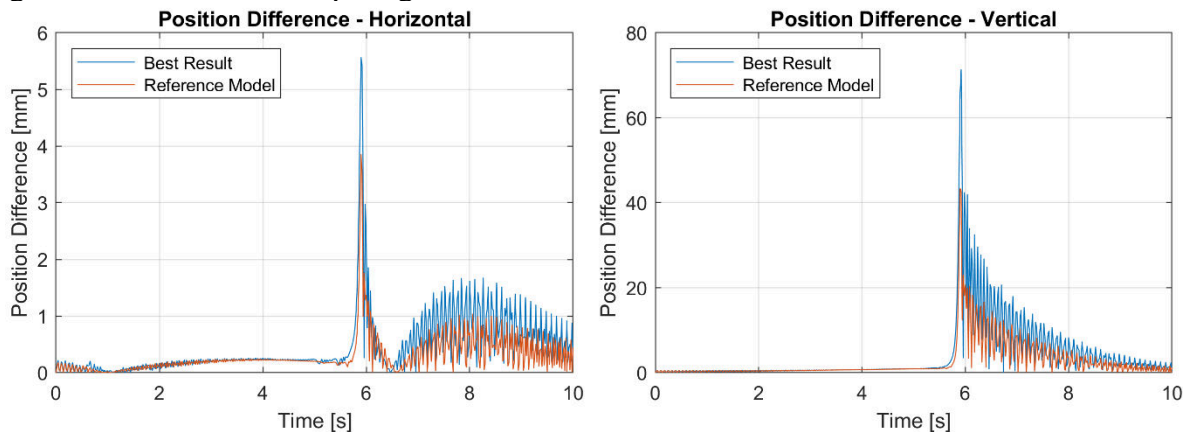 Position Difference - Horizontal
Position Difference [mm]
6
5
4
3
2
1
0
Best Result
Reference Model
0 2 4 6 8 10
Time [s]
Position Difference - Vertical
Position Difference [mm]
80
60
40
20
0
Best Result
Reference Model
0 2 4 6 8 10
Time [s]